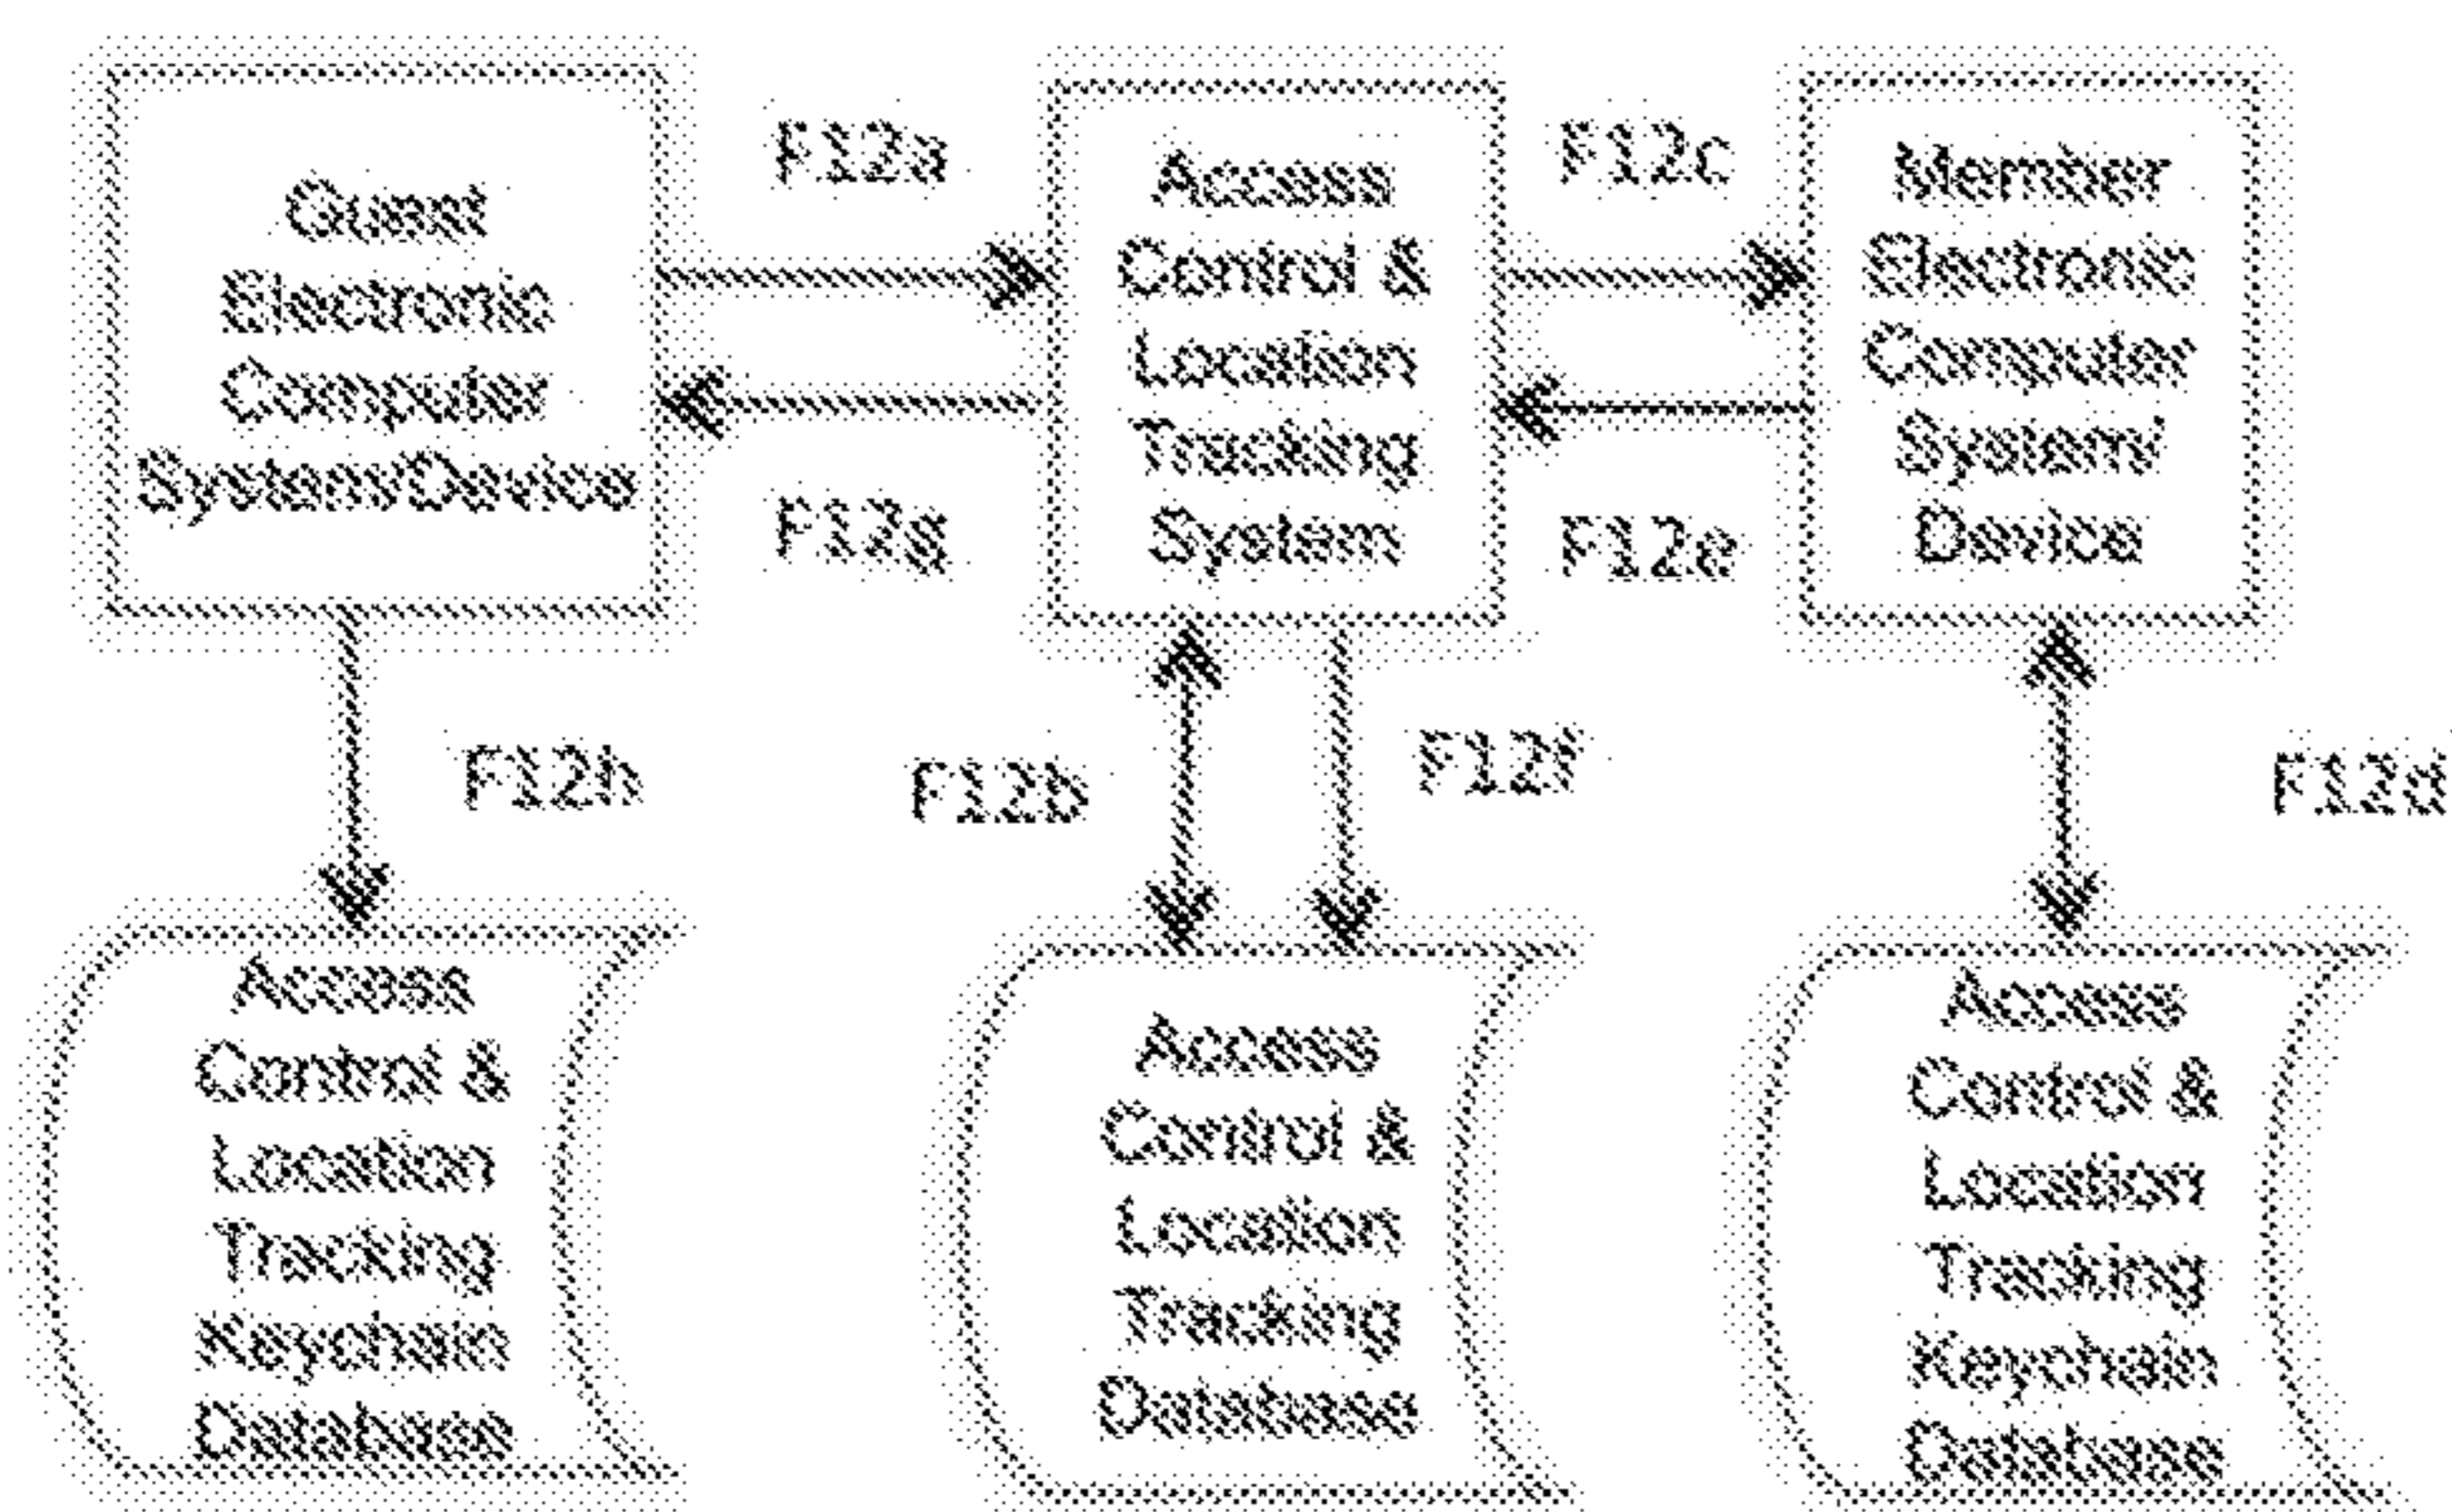 Guest
Electronic
Computer
System/Device
F12a
F12g
Access
Control &
Location
Tracking
System
F12c
F12e
Member
Electronic
Computer
System/
Device
F12h
F12b
F12f
F12d
Access
Control &
Location
Tracking
Keychain
Database
Access
Control &
Location
Tracking
Database
Access
Control &
Location
Tracking
Keychain
Database